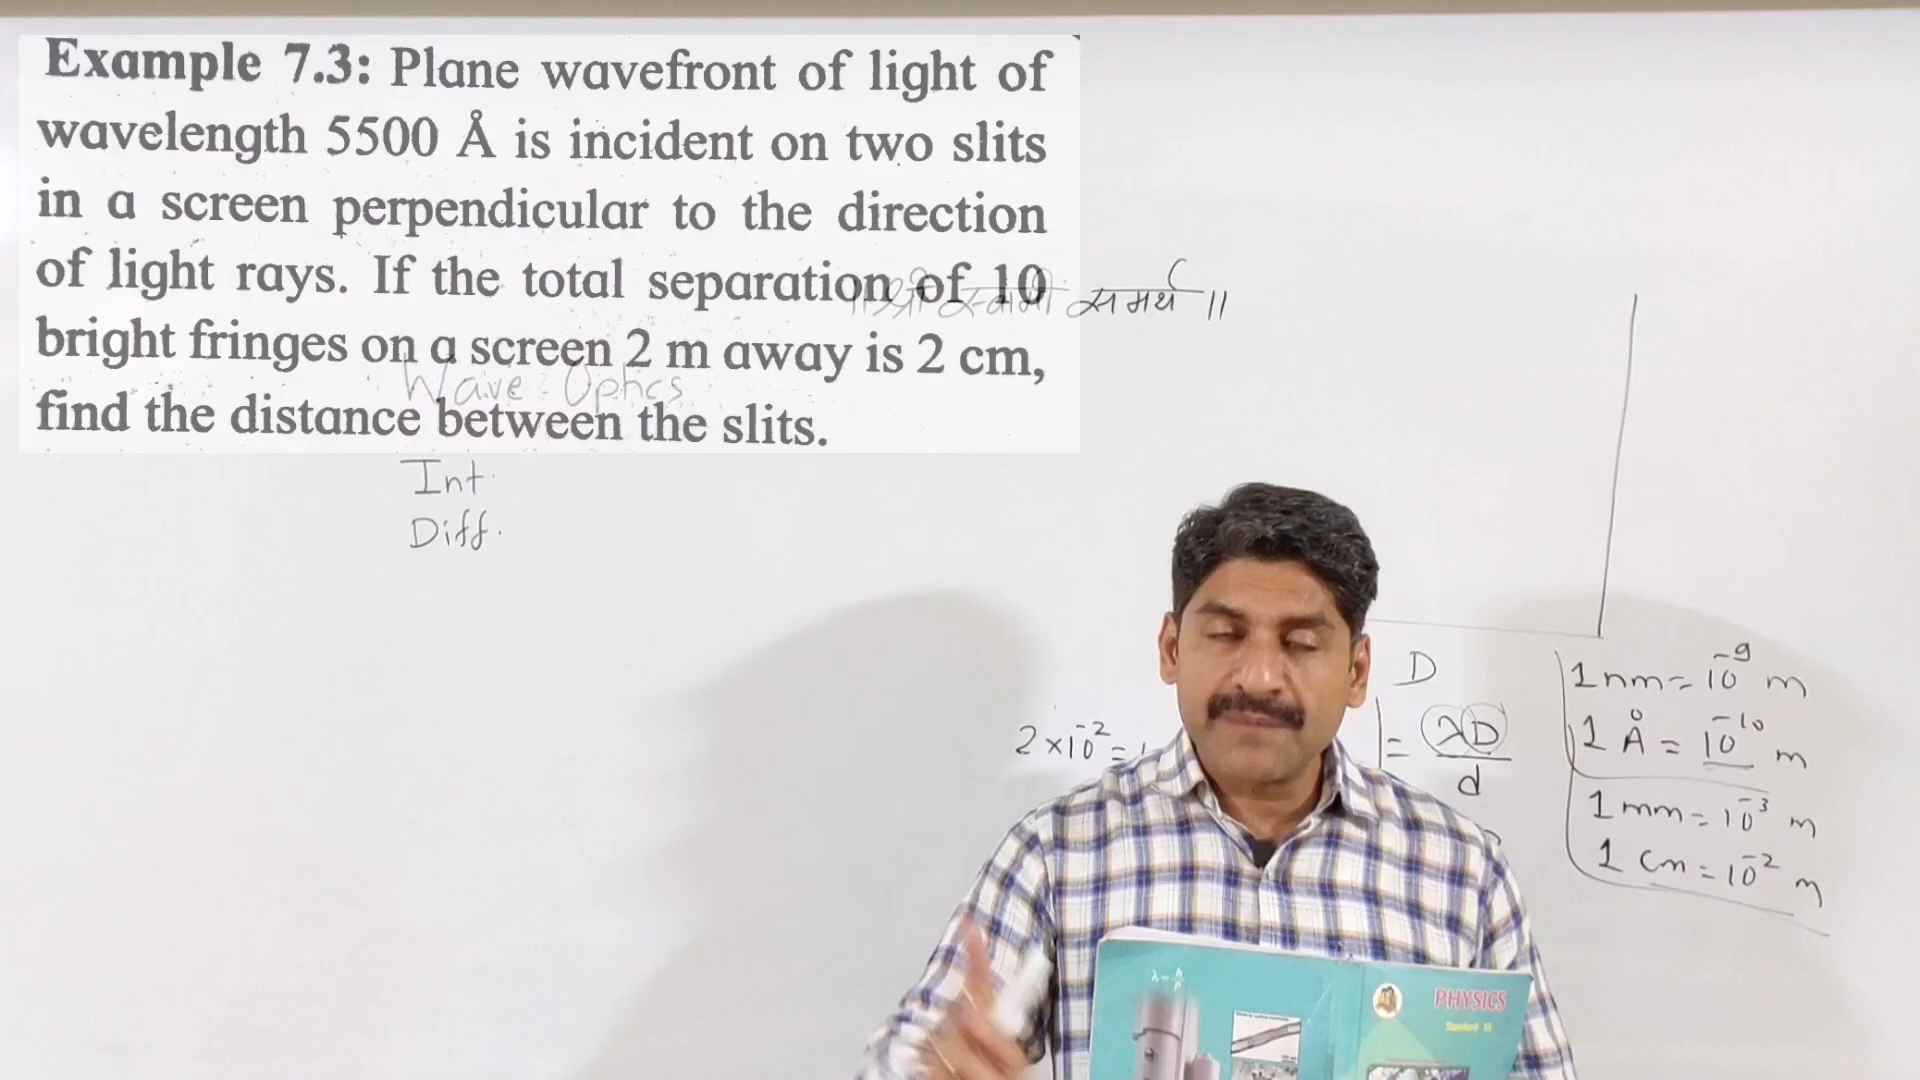 Example 7.3: Plane wavefront of light of
wavelength 5500 Å is incident on two slits
in a screen perpendicular to the direction
of light rays. If the total separation of 10
bright fringes on a screen 2 m away is 2 cm,
find the distance between the slits.
॥ श्री स्वामी समर्थ ॥
Wave Optics
Int.
Diff.
D
2×10⁻² =
= λD/d
1 nm = 10⁻⁹ m
1 Å = 10⁻¹⁰ m
1 mm = 10⁻³ m
1 cm = 10⁻² m
λ = h/p
PHYSICS
Standard XII